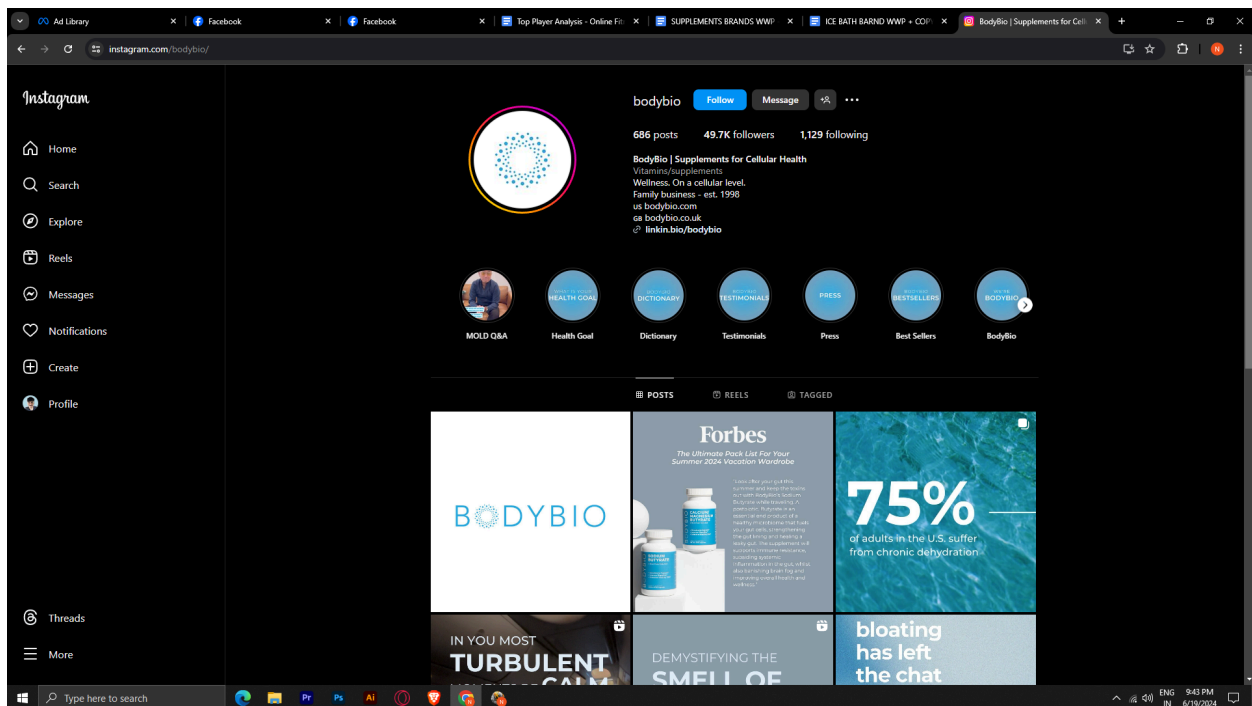 Ad Library
Facebook
Facebook
Top Player Analysis - Online Fit
SUPPLEMENTS BRANDS WWP
ICE BATH BARND WWP + COP
BodyBio | Supplements for Cell
instagram.com/bodybio/
N
Instagram
Home
Search
Explore
Reels
Messages
Notifications
Create
Profile
Threads
More
bodybio
Follow
Message
686 posts
49.7K followers
1,129 following
BodyBio | Supplements for Cellular Health
Vitamins/supplements
Wellness. On a cellular level.
Family business - est. 1998
US bodybio.com
GB bodybio.co.uk
linkin.bio/bodybio
HEALTH GOAL
DICTIONARY
TESTIMONIALS
PRESS
BESTSELLERS
BODYBIO
MOLD Q&A
Health Goal
Dictionary
Testimonials
Press
Best Sellers
BodyBio
POSTS
REELS
TAGGED
BODYBIO
Forbes
The Ultimate Pack List For Your
Summer 2024 Vacation Wardrobe
75%
of adults in the U.S. suffer
from chronic dehydration
IN YOU MOST
TURBULENT
DEMYSTIFYING THE
SMELL OF
bloating
has left
the chat
Type here to search
Pr
Ps
Ai
ENG
IN
9:43 PM
6/19/2024